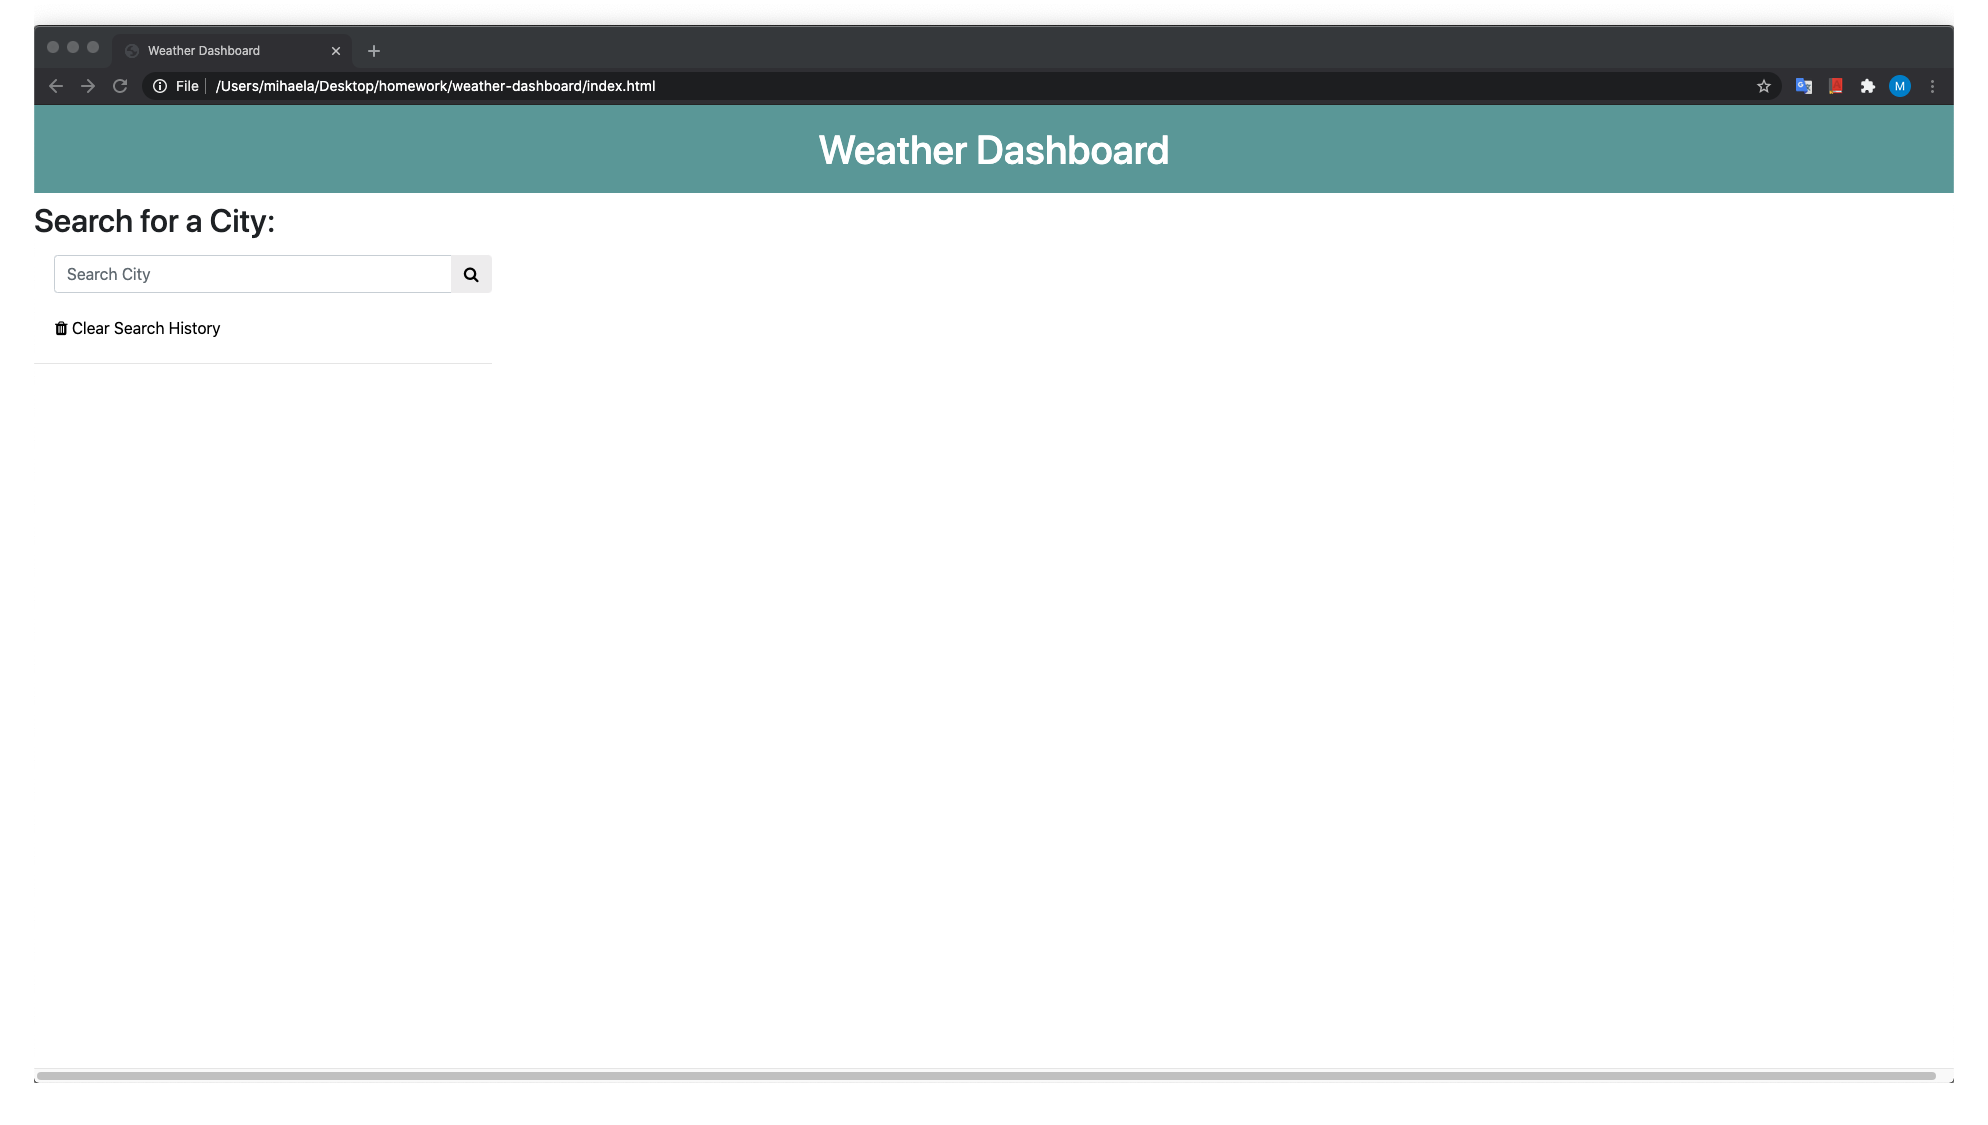 Weather Dashboard
File /Users/mihaela/Desktop/homework/weather-dashboard/index.html
M
Weather Dashboard
Search for a City:
Search City
Clear Search History